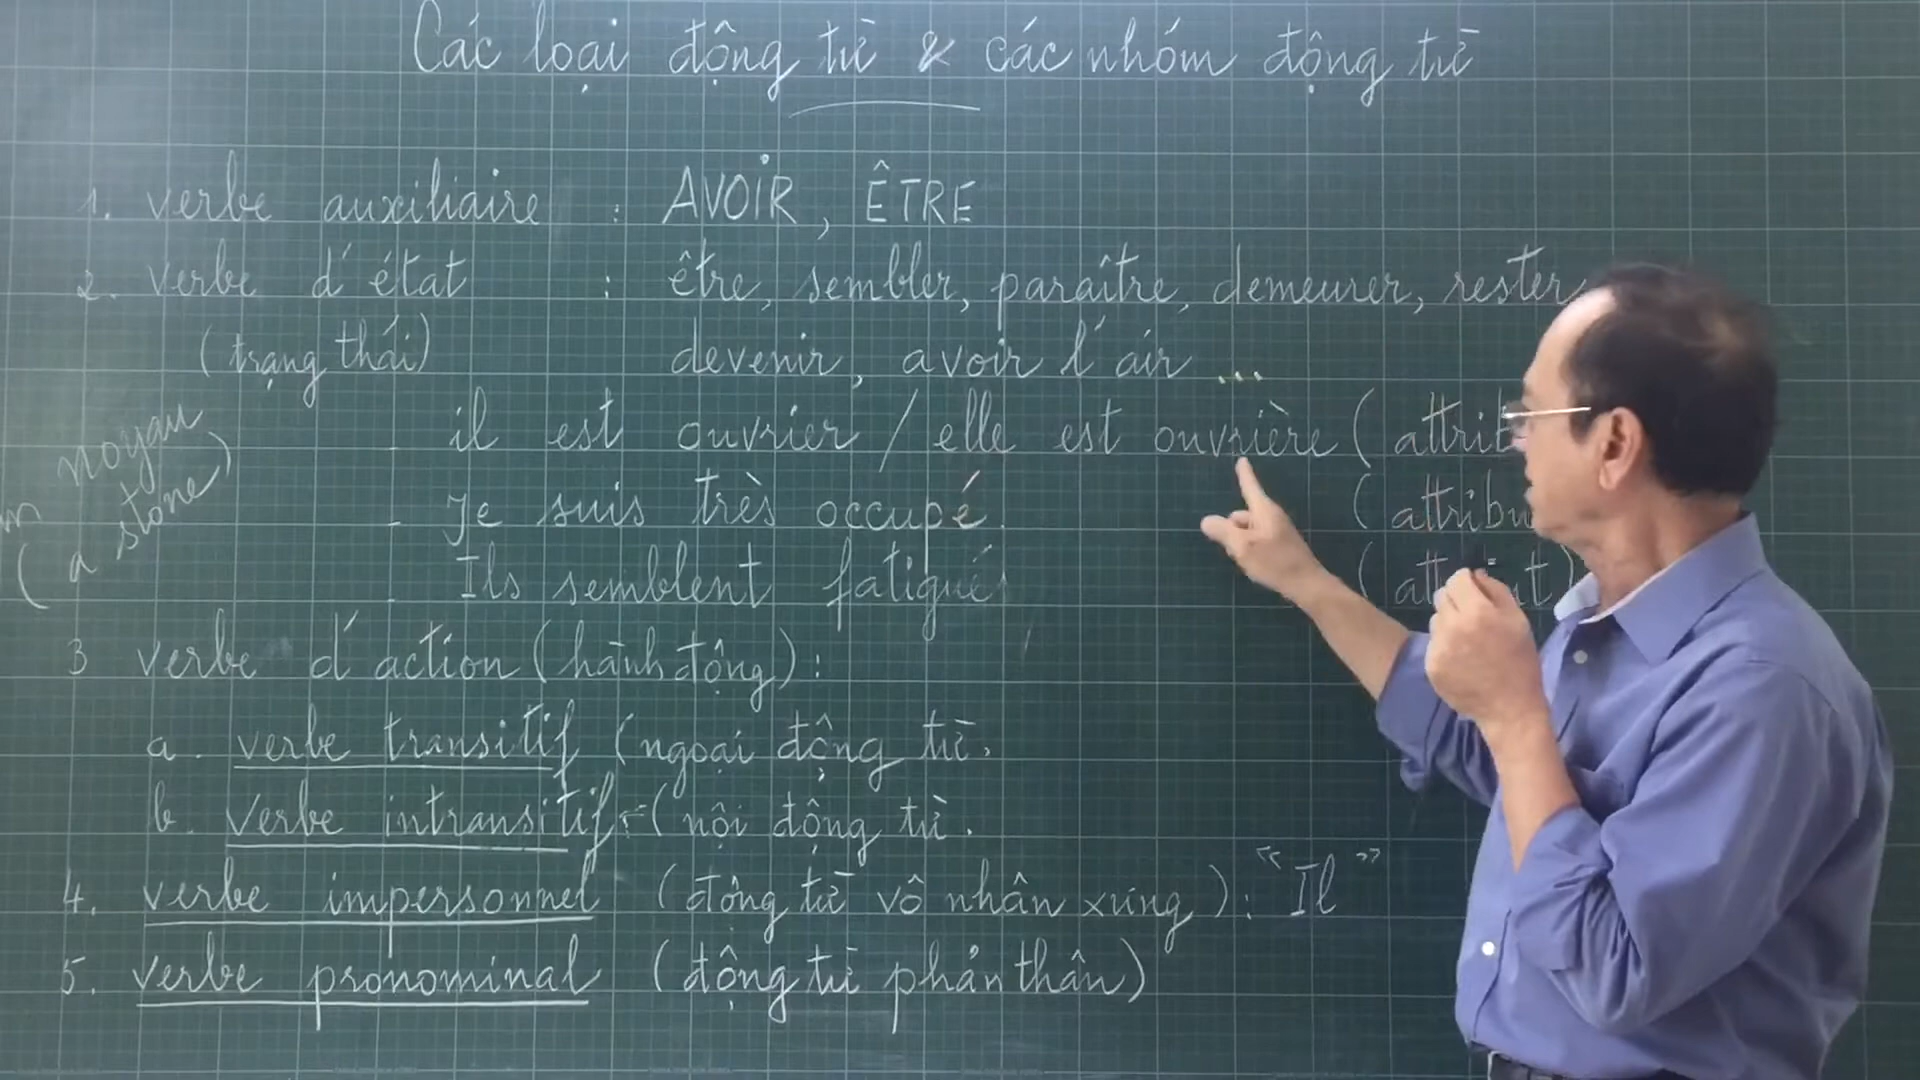 Các loại động từ & các nhóm động từ
1. verbe auxiliaire : AVOIR, ÊTRE
2. verbe d'état : être, sembler, paraître, demeurer, rester
(trạng thái) devenir, avoir l'air ...
- il est ouvrier / elle est ouvrière (
- Je suis très occupé. (
- Ils semblent fatigués (attribut)
noyau
(a stone)
3 verbe d'action (hành động) :
a. verbe transitif (ngoại động từ.
b. verbe intransitif - (nội động từ.
4. verbe impersonnel (động từ vô nhân xưng) : "Il"
5. verbe pronominal (động từ phản thân)